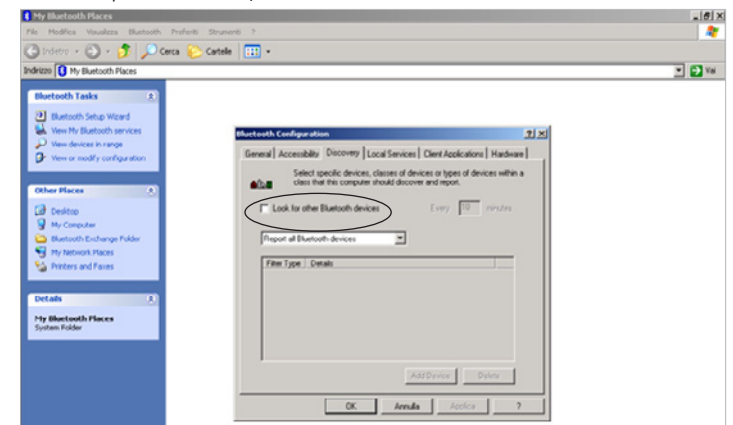 My Bluetooth Places
File Modifica Visualizza Bluetooth Preferiti Strumenti ?
Indietro Cerca Cartelle
Indirizzo My Bluetooth Places Vai
Bluetooth Tasks
Bluetooth Setup Wizard
View My Bluetooth services
View devices in range
View or modify configuration
Other Places
Desktop
My Computer
Bluetooth Exchange Folder
My Network Places
Printers and Faxes
Details
My Bluetooth Places
System Folder
Bluetooth Configuration
General Accessibility Discovery Local Services Client Applications Hardware
Select specific devices, classes of devices or types of devices within a
class that this computer should discover and report.
Look for other Bluetooth devices Every 10 minutes
Report all Bluetooth devices
Filter Type Details
Add Device Delete
OK Annulla Applica ?